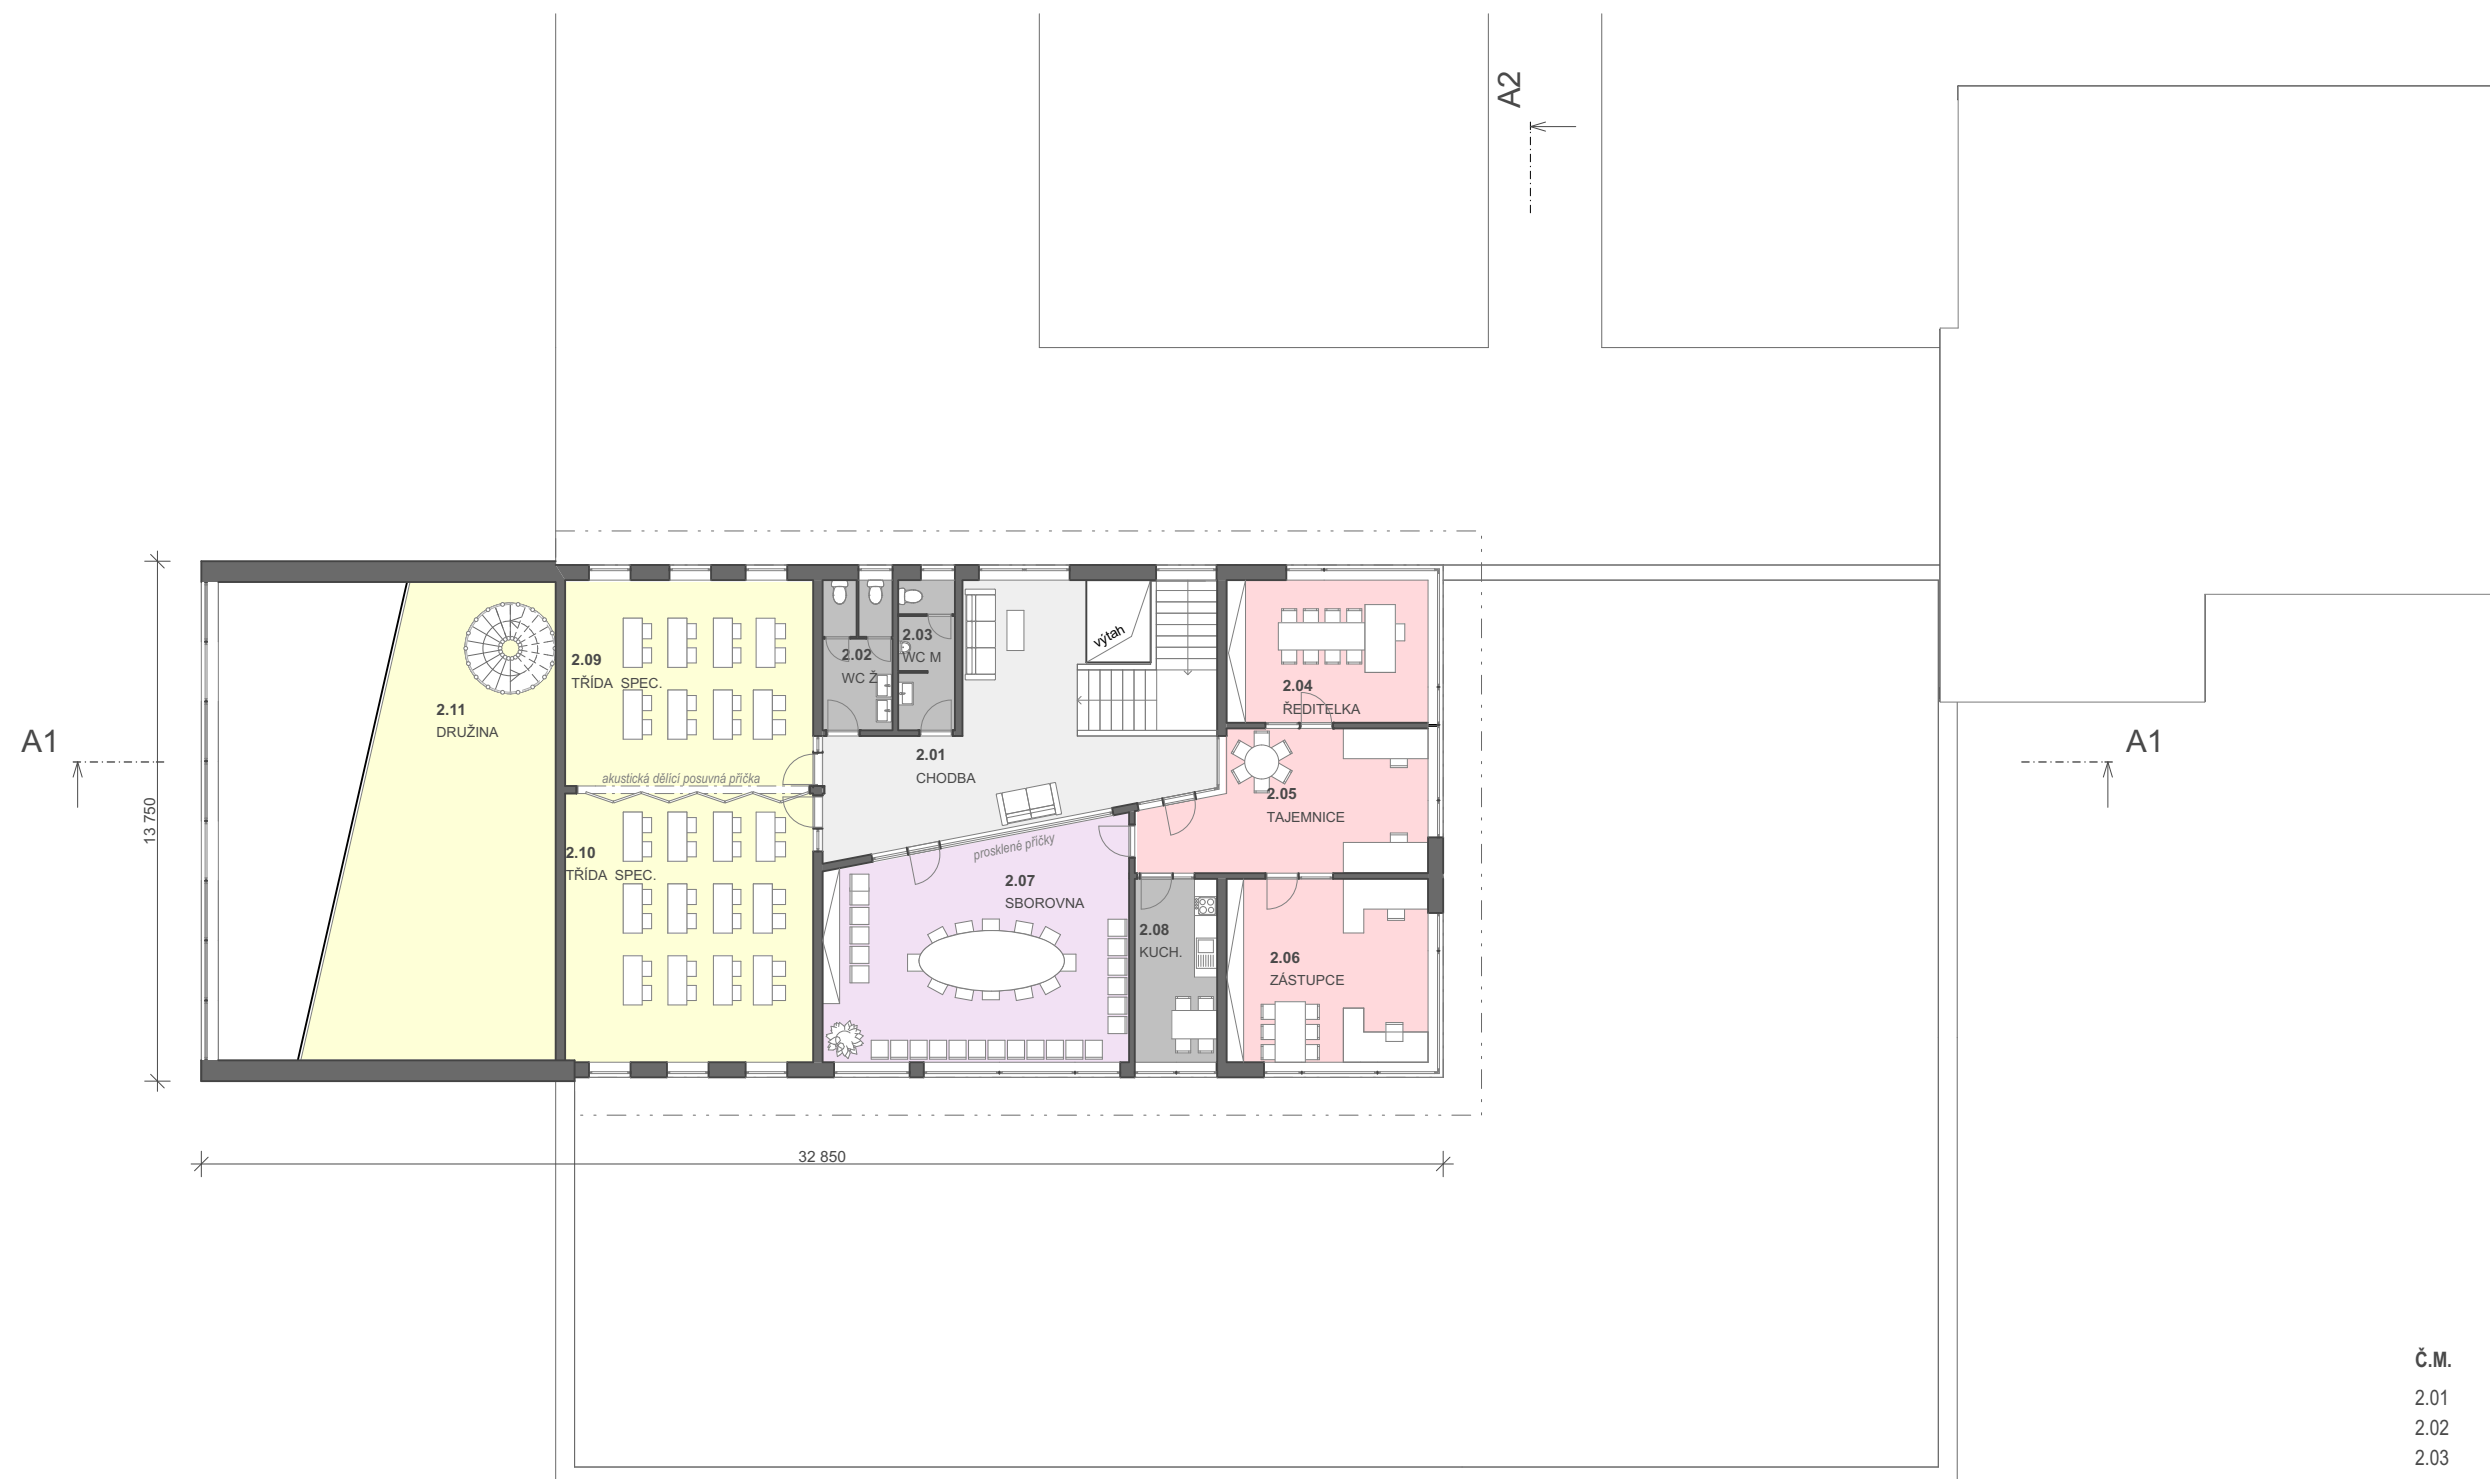 A2
výtah
2.03
WC M
2.02
WC Ž
2.09
TŘÍDA SPEC.
2.04
ŘEDITELKA
2.11
DRUŽINA
A1
A1
2.01
CHODBA
akustická dělicí posuvná příčka
2.05
TAJEMNICE
13 750
prosklené příčky
2.10
TŘÍDA SPEC.
2.07
SBOROVNA
2.08
KUCH.
2.06
ZÁSTUPCE
32 850
Č.M.
2.01
2.02
2.03